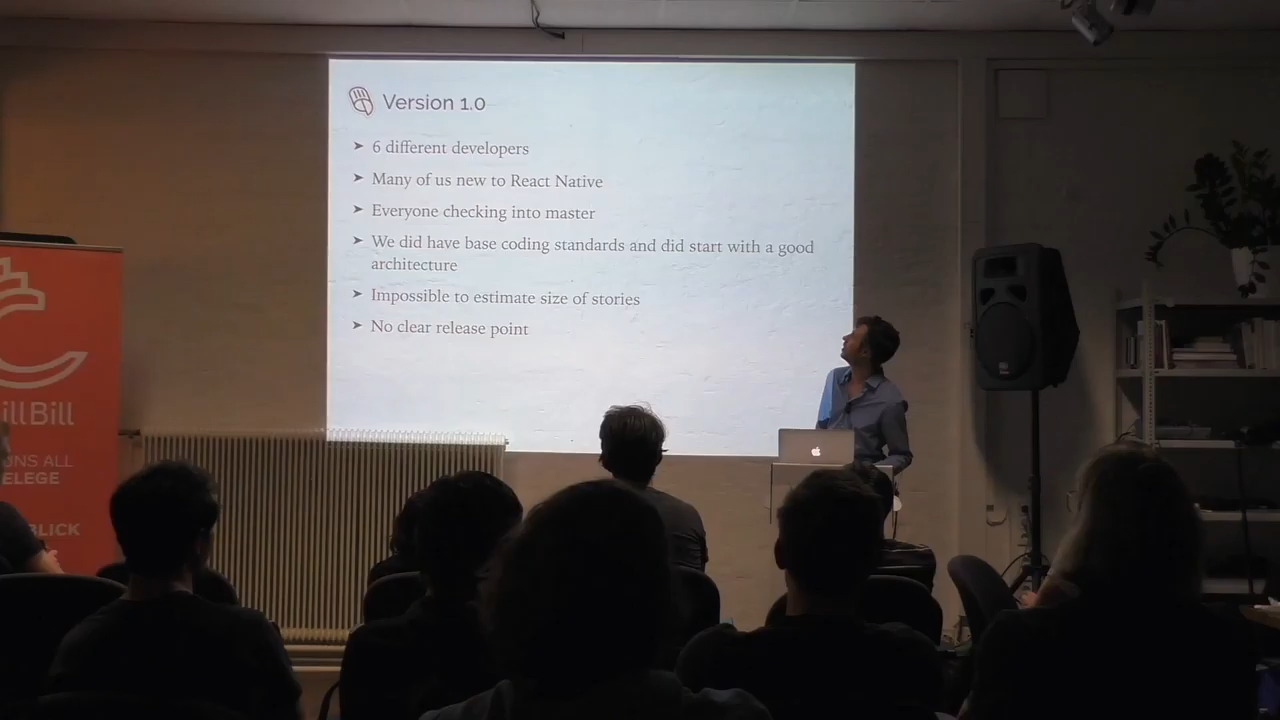 Version 1.0
➤ 6 different developers
➤ Many of us new to React Native
➤ Everyone checking into master
➤ We did have base coding standards and did start with a good
architecture
➤ Impossible to estimate size of stories
➤ No clear release point
illBill
UNS ALL
ELEGE
BLICK